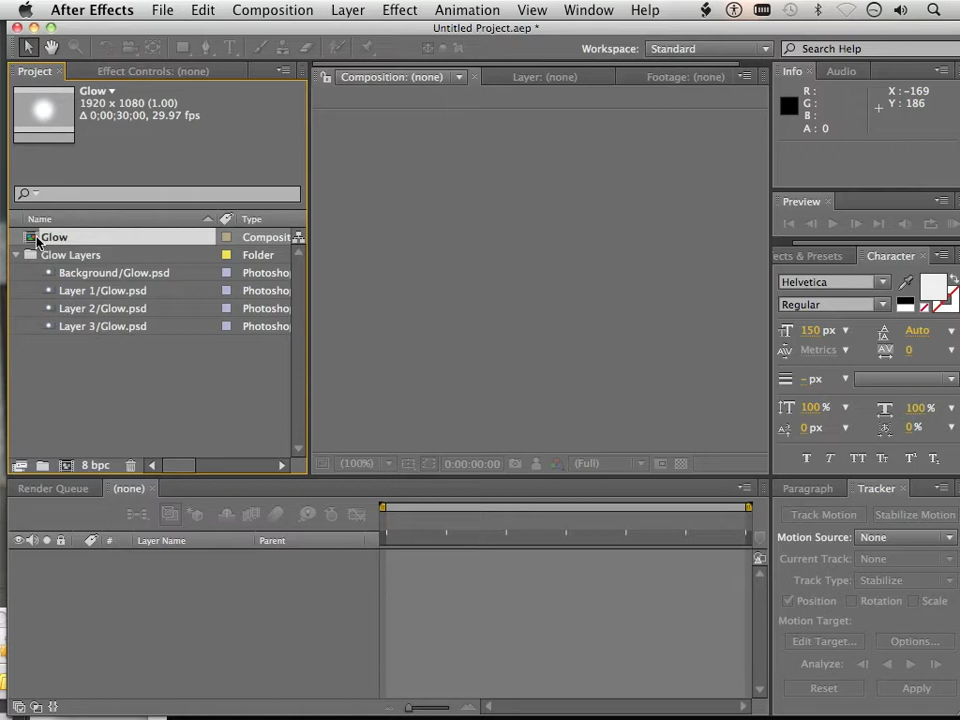 After Effects File Edit Composition Layer Effect Animation View Window Help
Untitled Project.aep *
Workspace: Standard Search Help
Project Effect Controls: (none)
Composition: (none) Layer: (none) Footage: (none)
Info Audio
Glow
1920 x 1080 (1.00)
Δ 0;00;30;00, 29.97 fps
R:
G:
B:
A: 0
X: -169
Y: 186
Preview
Name Type
Glow Composit
Glow Layers Folder
Background/Glow.psd Photosho
Layer 1/Glow.psd Photosho
Layer 2/Glow.psd Photosho
Layer 3/Glow.psd Photosho
8 bpc
(100%) 0:00:00:00 (Full)
cts & Presets Character
Helvetica
Regular
150 px Auto
Metrics 0
- px
100% 100%
0 px 0%
T T TT Tt T¹ T₁
Render Queue (none)
# Layer Name Parent
Paragraph Tracker
Track Motion Stabilize Motion
Motion Source: None
Current Track: None
Track Type: Stabilize
Position Rotation Scale
Motion Target:
Edit Target... Options...
Analyze:
Reset Apply